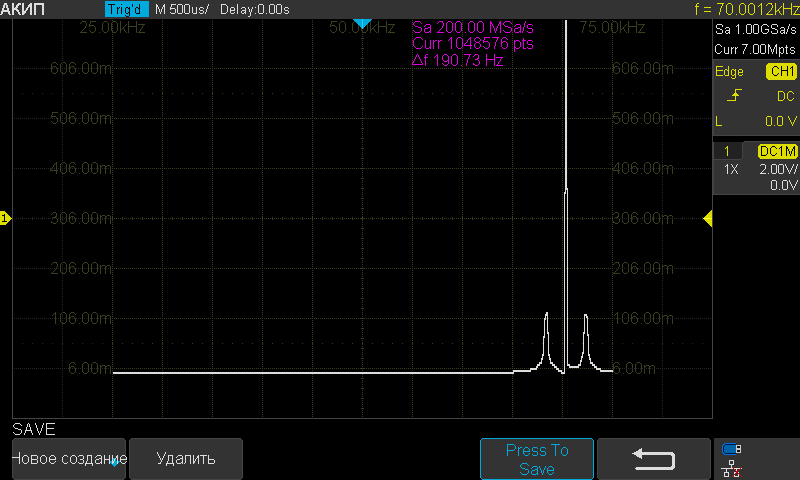 АКИП Trig'd M 500us/ Delay:0.00s f = 70.0012kHz
25.00kHz 50.00kHz 75.00kHz
Sa 200.00 MSa/s
Curr 1048576 pts
Δf 190.73 Hz
Sa 1.00GSa/s
Curr 7.00Mpts
Edge CH1
DC
L 0.0 V
1 DC1M
1X 2.00V/
0.0V
606.00m 606.00m
506.00m 506.00m
406.00m 406.00m
306.00m 306.00m
206.00m 206.00m
106.00m 106.00m
6.00m 6.00m
1
SAVE
Новое создание Удалить Press To
Save